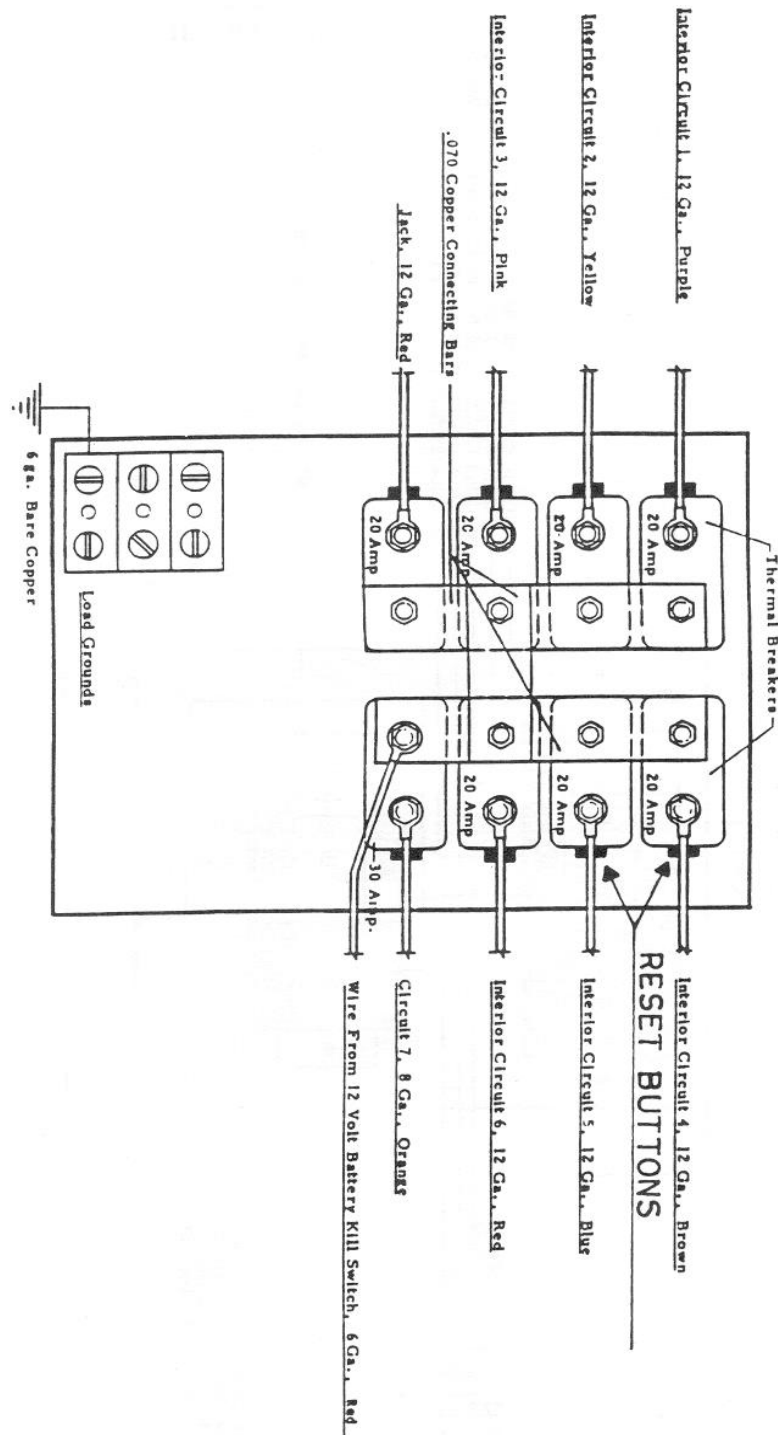 Thermal Breakers
Interior Circuit 1, 12 Ga., Purple
20 Amp
20 Amp
Interior Circuit 4, 12 Ga., Brown
RESET BUTTONS
Interior Circuit 2, 12 Ga., Yellow
20 Amp
20 Amp
Interior Circuit 5, 12 Ga., Blue
Interior Circuit 3, 12 Ga., Pink
20 Amp
20 Amp
Interior Circuit 6, 12 Ga., Red
.070 Copper Connecting Bars
Jack, 12 Ga., Red
20 Amp
30 Amp.
Circuit 7, 8 Ga., Orange
Wire From 12 Volt Battery Kill Switch, 6 Ga., Red
Load Grounds
6 ga. Bare Copper